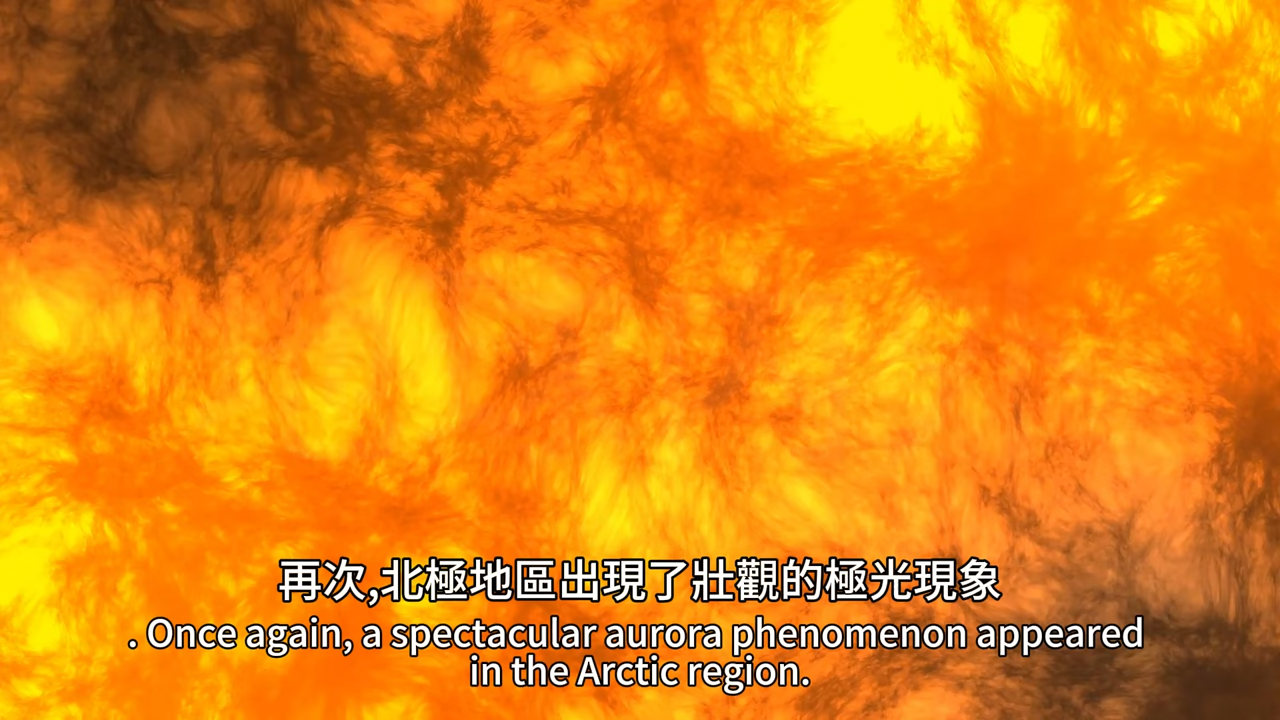 再次,北極地區出現了壯觀的極光現象
. Once again, a spectacular aurora phenomenon appeared
in the Arctic region.